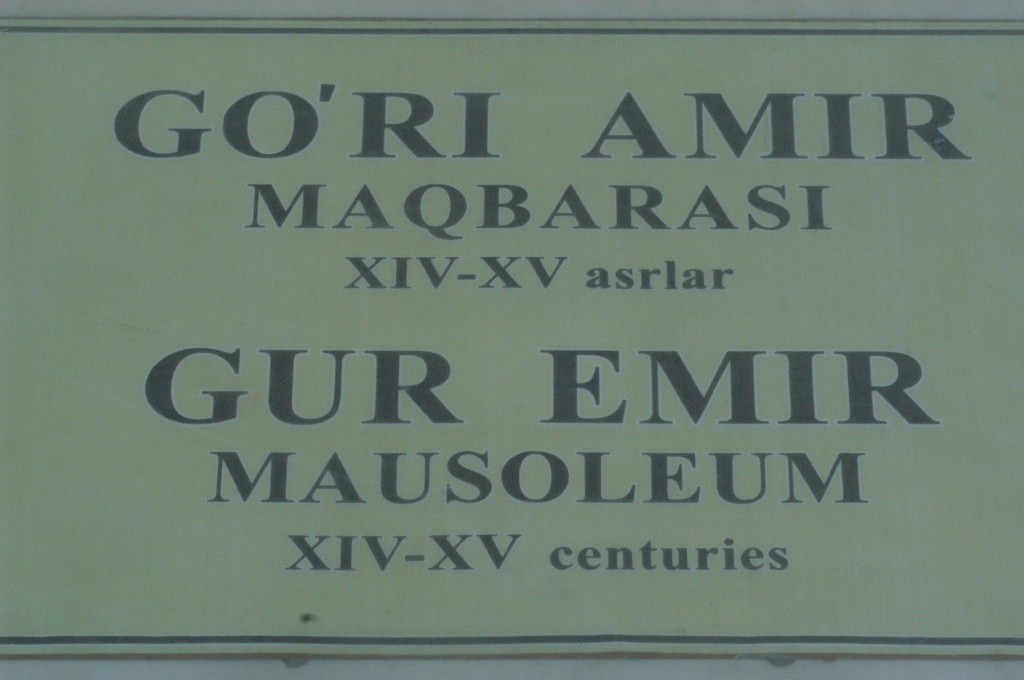 GO'RI AMIR
MAQBARASI
XIV-XV asrlar
GUR EMIR
MAUSOLEUM
XIV-XV centuries